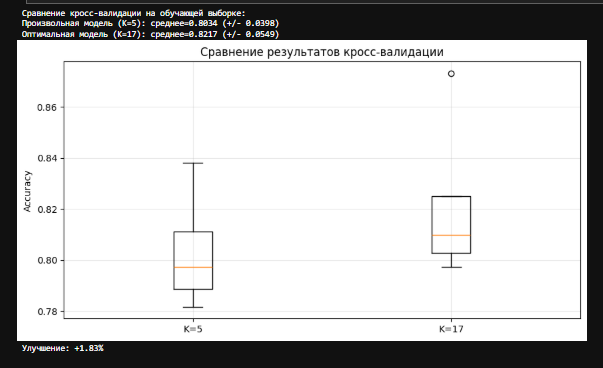 Сравнение кросс-валидации на обучающей выборке:
Произвольная модель (K=5): среднее=0.8034 (+/- 0.0398)
Оптимальная модель (K=17): среднее=0.8217 (+/- 0.0549)
Сравнение результатов кросс-валидации
Accuracy
0.86
0.84
0.82
0.80
0.78
K=5
K=17
Улучшение: +1.83%